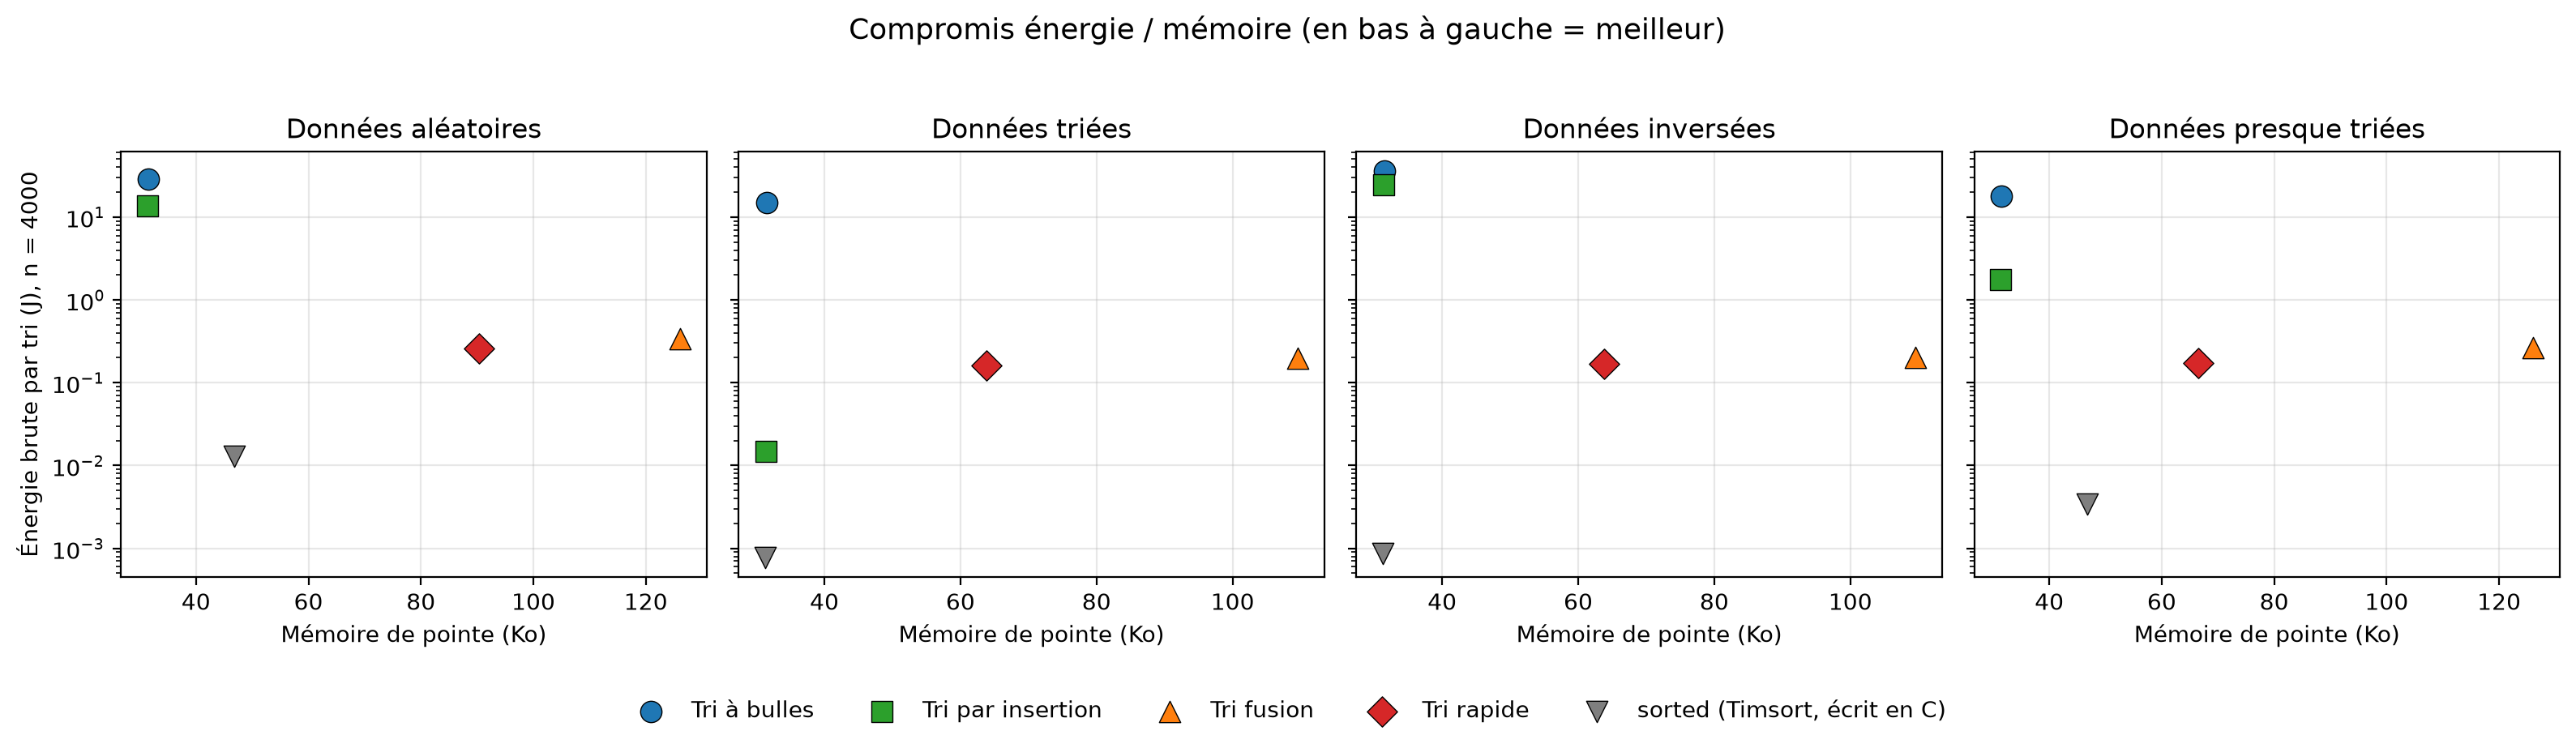 Compromis énergie / mémoire (en bas à gauche = meilleur)
Données aléatoires
Données triées
Données inversées
Données presque triées
Énergie brute par tri (J), n = 4000
10¹
10⁰
10⁻¹
10⁻²
10⁻³
40 60 80 100 120
40 60 80 100
40 60 80 100
40 60 80 100 120
Mémoire de pointe (Ko)
Mémoire de pointe (Ko)
Mémoire de pointe (Ko)
Mémoire de pointe (Ko)
Tri à bulles
Tri par insertion
Tri fusion
Tri rapide
sorted (Timsort, écrit en C)